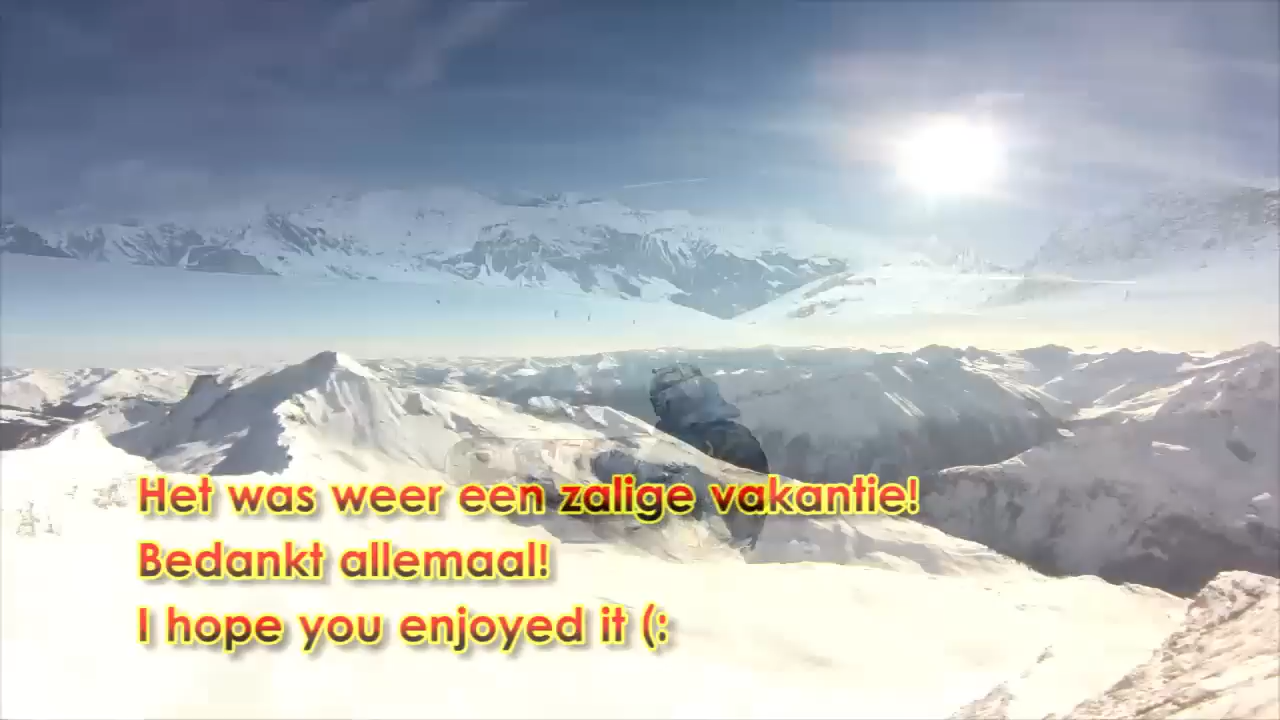 Het was weer een zalige vakantie!
Bedankt allemaal!
I hope you enjoyed it (: